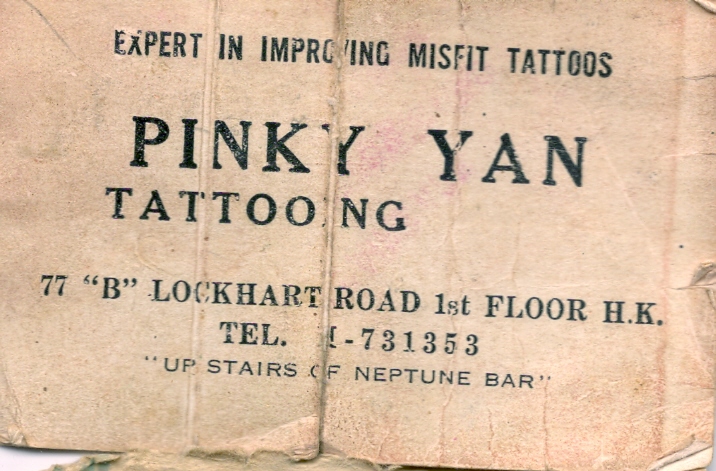 EXPERT IN IMPROVING MISFIT TATTOOS
PINKY YAN
TATTOOING
77 "B" LOCKHART ROAD 1st FLOOR H.K.
TEL. -731353
"UP STAIRS OF NEPTUNE BAR"